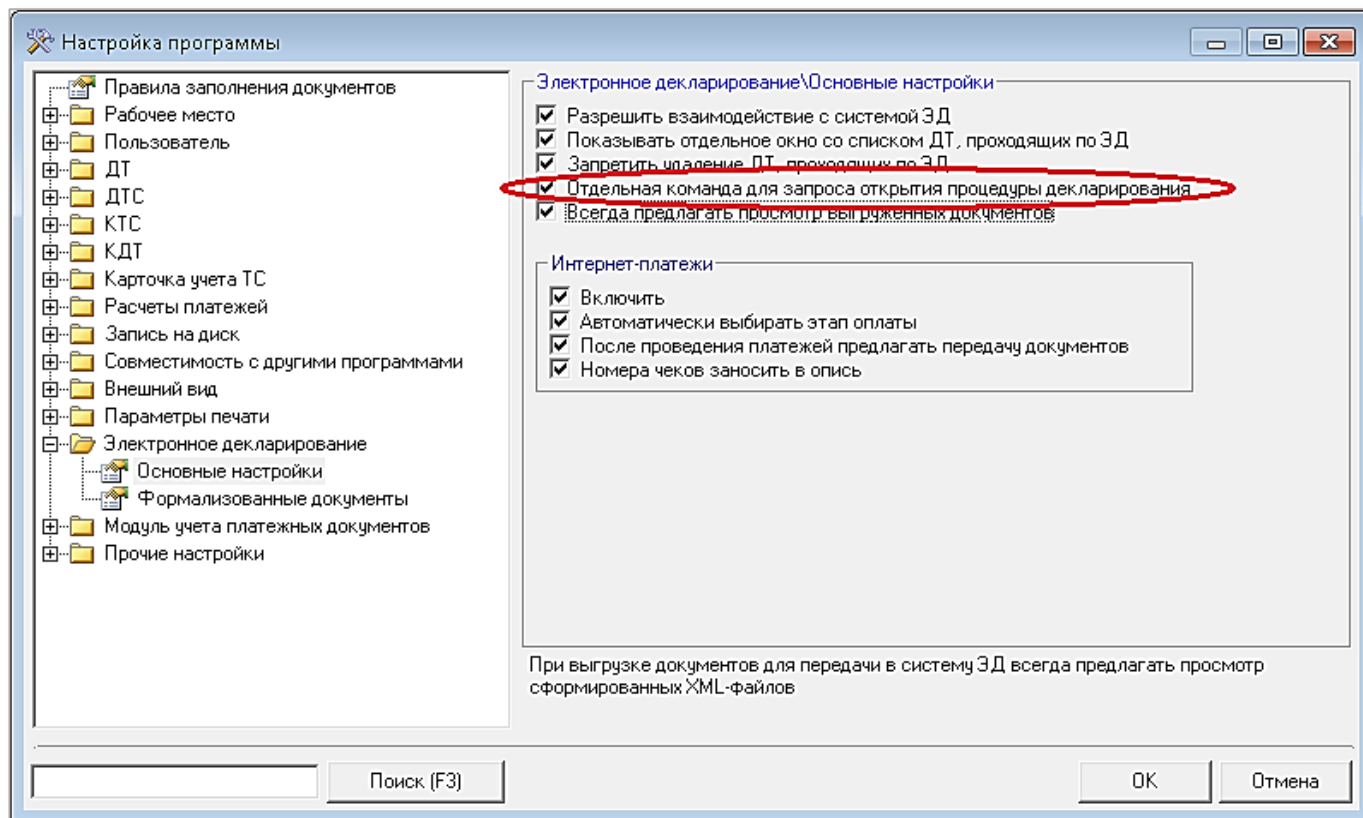 Настройка программы
Правила заполнения документов
Рабочее место
Пользователь
ДТ
ДТС
КТС
КДТ
Карточка учета ТС
Расчеты платежей
Запись на диск
Совместимость с другими программами
Внешний вид
Параметры печати
Электронное декларирование
Основные настройки
Формализованные документы
Модуль учета платежных документов
Прочие настройки
Электронное декларирование\Основные настройки
Разрешить взаимодействие с системой ЭД
Показывать отдельное окно со списком ДТ, проходящих по ЭД
Запретить удаление ДТ, проходящих по ЭД
Отдельная команда для запроса открытия процедуры декларирования
Всегда предлагать просмотр выгруженных документов
Интернет-платежи
Включить
Автоматически выбирать этап оплаты
После проведения платежей предлагать передачу документов
Номера чеков заносить в опись
При выгрузке документов для передачи в систему ЭД всегда предлагать просмотр
сформированных XML-файлов
Поиск (F3)
OK
Отмена